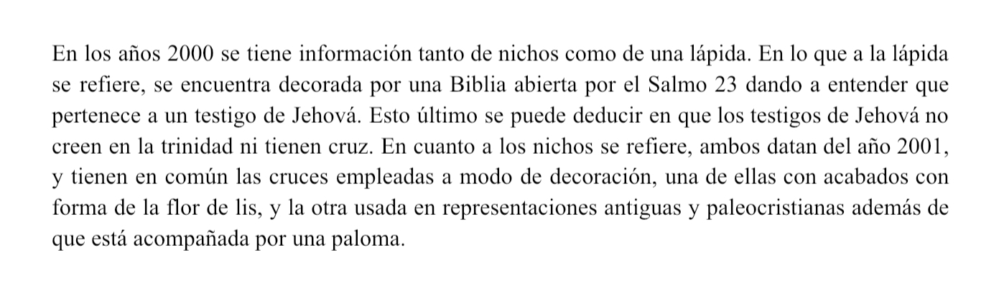 En los años 2000 se tiene información tanto de nichos como de una lápida. En lo que a la lápida
se refiere, se encuentra decorada por una Biblia abierta por el Salmo 23 dando a entender que
pertenece a un testigo de Jehová. Esto último se puede deducir en que los testigos de Jehová no
creen en la trinidad ni tienen cruz. En cuanto a los nichos se refiere, ambos datan del año 2001,
y tienen en común las cruces empleadas a modo de decoración, una de ellas con acabados con
forma de la flor de lis, y la otra usada en representaciones antiguas y paleocristianas además de
que está acompañada por una paloma.